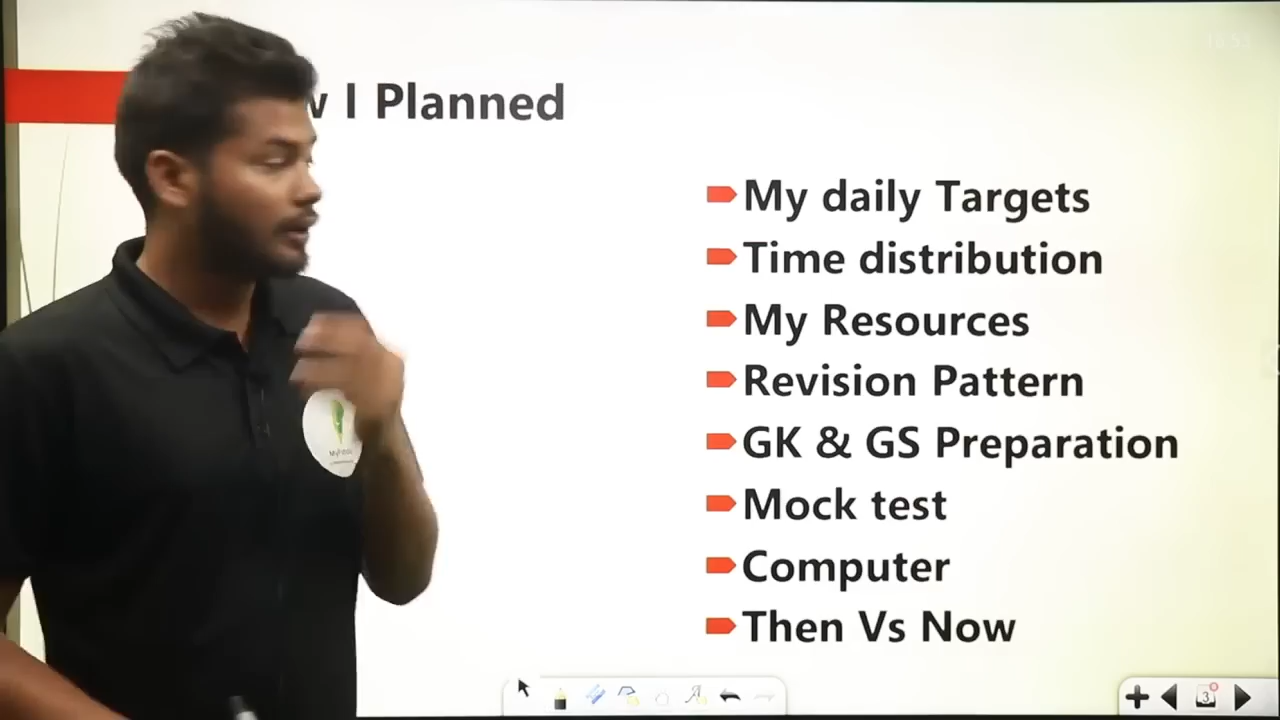 w I Planned
My daily Targets
Time distribution
My Resources
Revision Pattern
GK & GS Preparation
Mock test
Computer
Then Vs Now
3